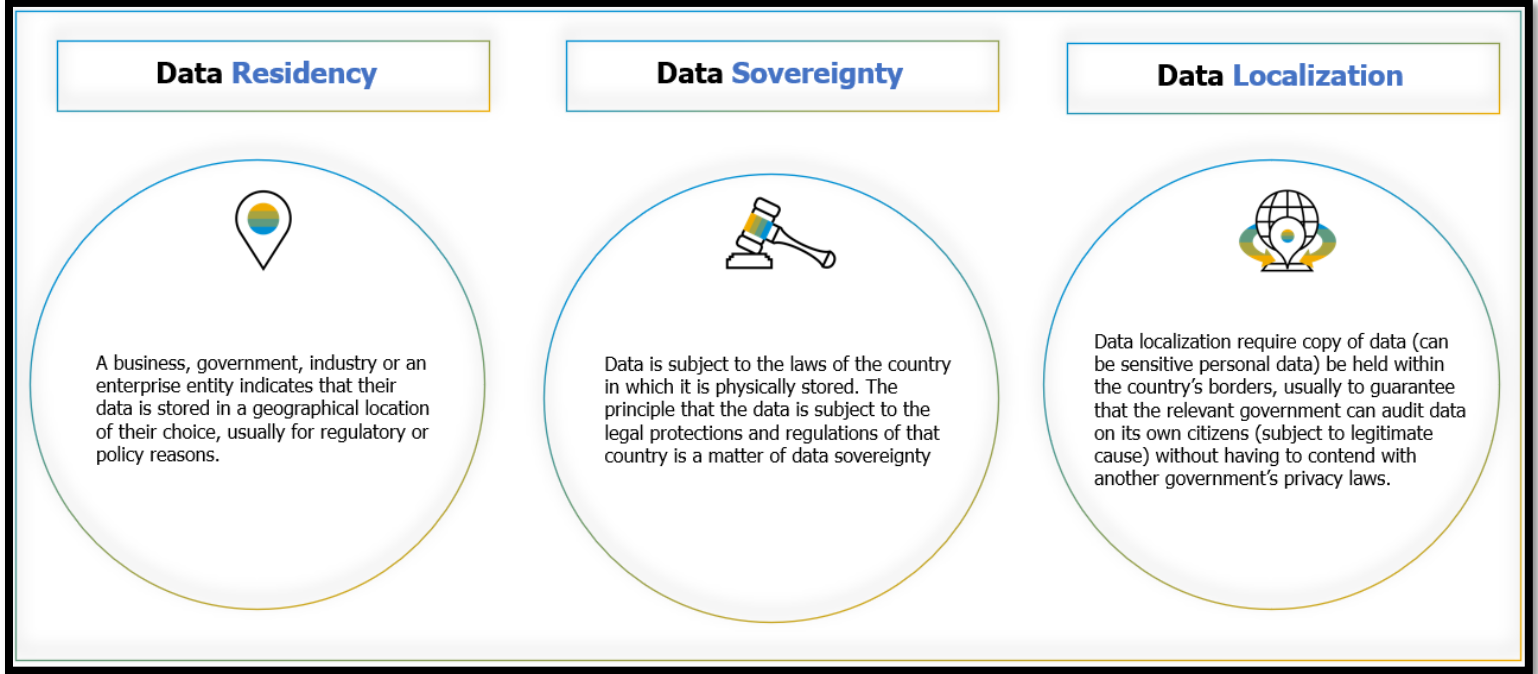 Data Residency
Data Sovereignty
Data Localization
A business, government, industry or an
enterprise entity indicates that their
data is stored in a geographical location
of their choice, usually for regulatory or
policy reasons.
Data is subject to the laws of the country
in which it is physically stored. The
principle that the data is subject to the
legal protections and regulations of that
country is a matter of data sovereignty
Data localization require copy of data (can
be sensitive personal data) be held within
the country’s borders, usually to guarantee
that the relevant government can audit data
on its own citizens (subject to legitimate
cause) without having to contend with
another government’s privacy laws.